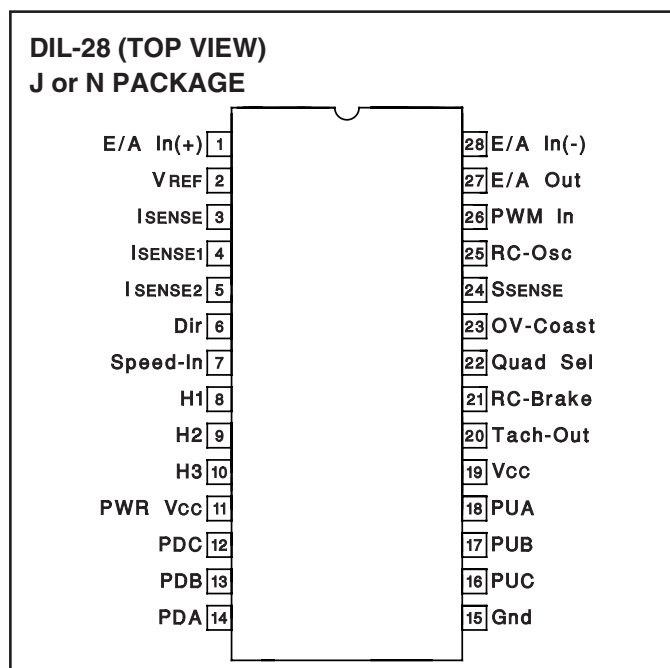 DIL-28 (TOP VIEW)
J or N PACKAGE
E/A In(+) 1
28 E/A In(-)
VREF 2
27 E/A Out
ISENSE 3
26 PWM In
ISENSE1 4
25 RC-Osc
ISENSE2 5
24 SSENSE
Dir 6
23 OV-Coast
Speed-In 7
22 Quad Sel
H1 8
21 RC-Brake
H2 9
20 Tach-Out
H3 10
19 Vcc
PWR Vcc 11
18 PUA
PDC 12
17 PUB
PDB 13
16 PUC
PDA 14
15 Gnd